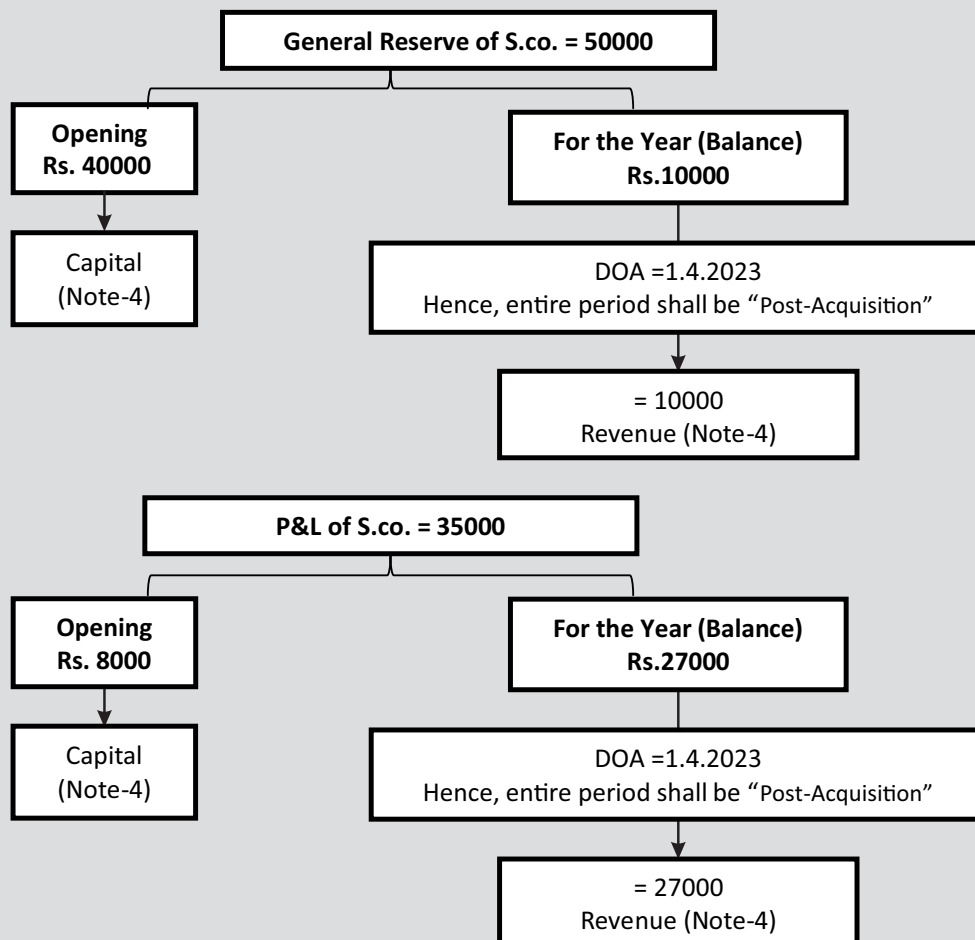 General Reserve of S.co. = 50000
Opening
Rs. 40000
For the Year (Balance)
Rs.10000
Capital
(Note-4)
DOA =1.4.2023
Hence, entire period shall be “Post-Acquisition”
= 10000
Revenue (Note-4)
P&L of S.co. = 35000
Opening
Rs. 8000
For the Year (Balance)
Rs.27000
Capital
(Note-4)
DOA =1.4.2023
Hence, entire period shall be “Post-Acquisition”
= 27000
Revenue (Note-4)